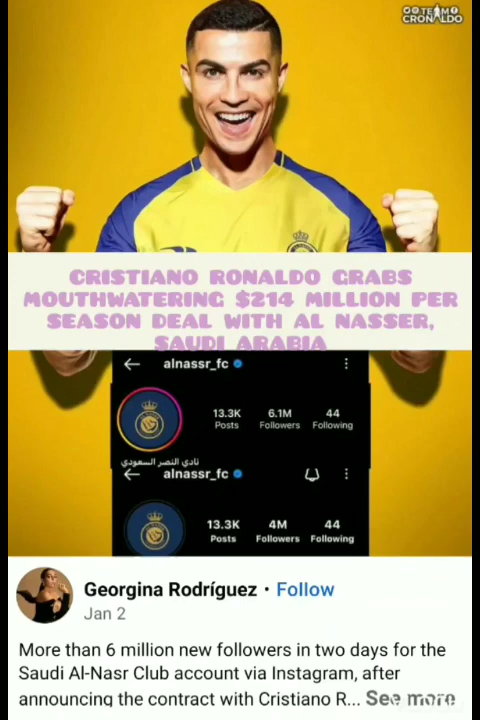 TEAM
CRONALDO
CRISTIANO RONALDO GRABS
MOUTHWATERING $214 MILLION PER
SEASON DEAL WITH AL NASSER,
SAUDI ARABIA
alnassr_fc
13.3K 6.1M 44
Posts Followers Following
نادي النصر السعودي
alnassr_fc
13.3K 4M 44
Posts Followers Following
Georgina Rodríguez · Follow
Jan 2
More than 6 million new followers in two days for the
Saudi Al-Nasr Club account via Instagram, after
announcing the contract with Cristiano R... See more